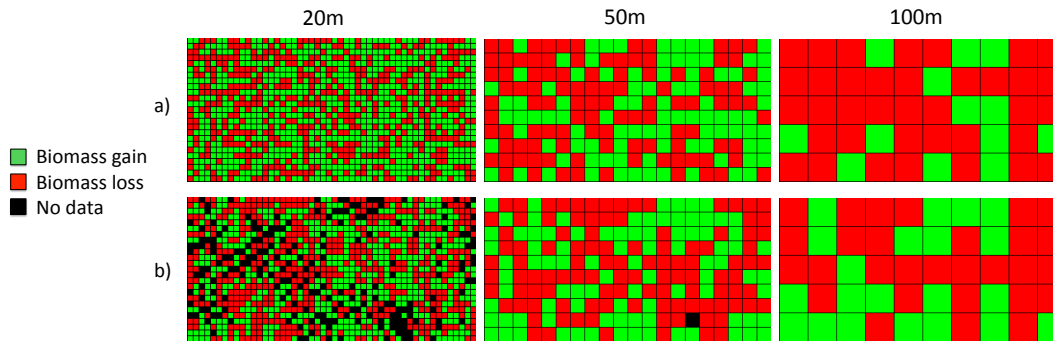 20m
50m
100m
a)
Biomass gain
Biomass loss
No data
b)